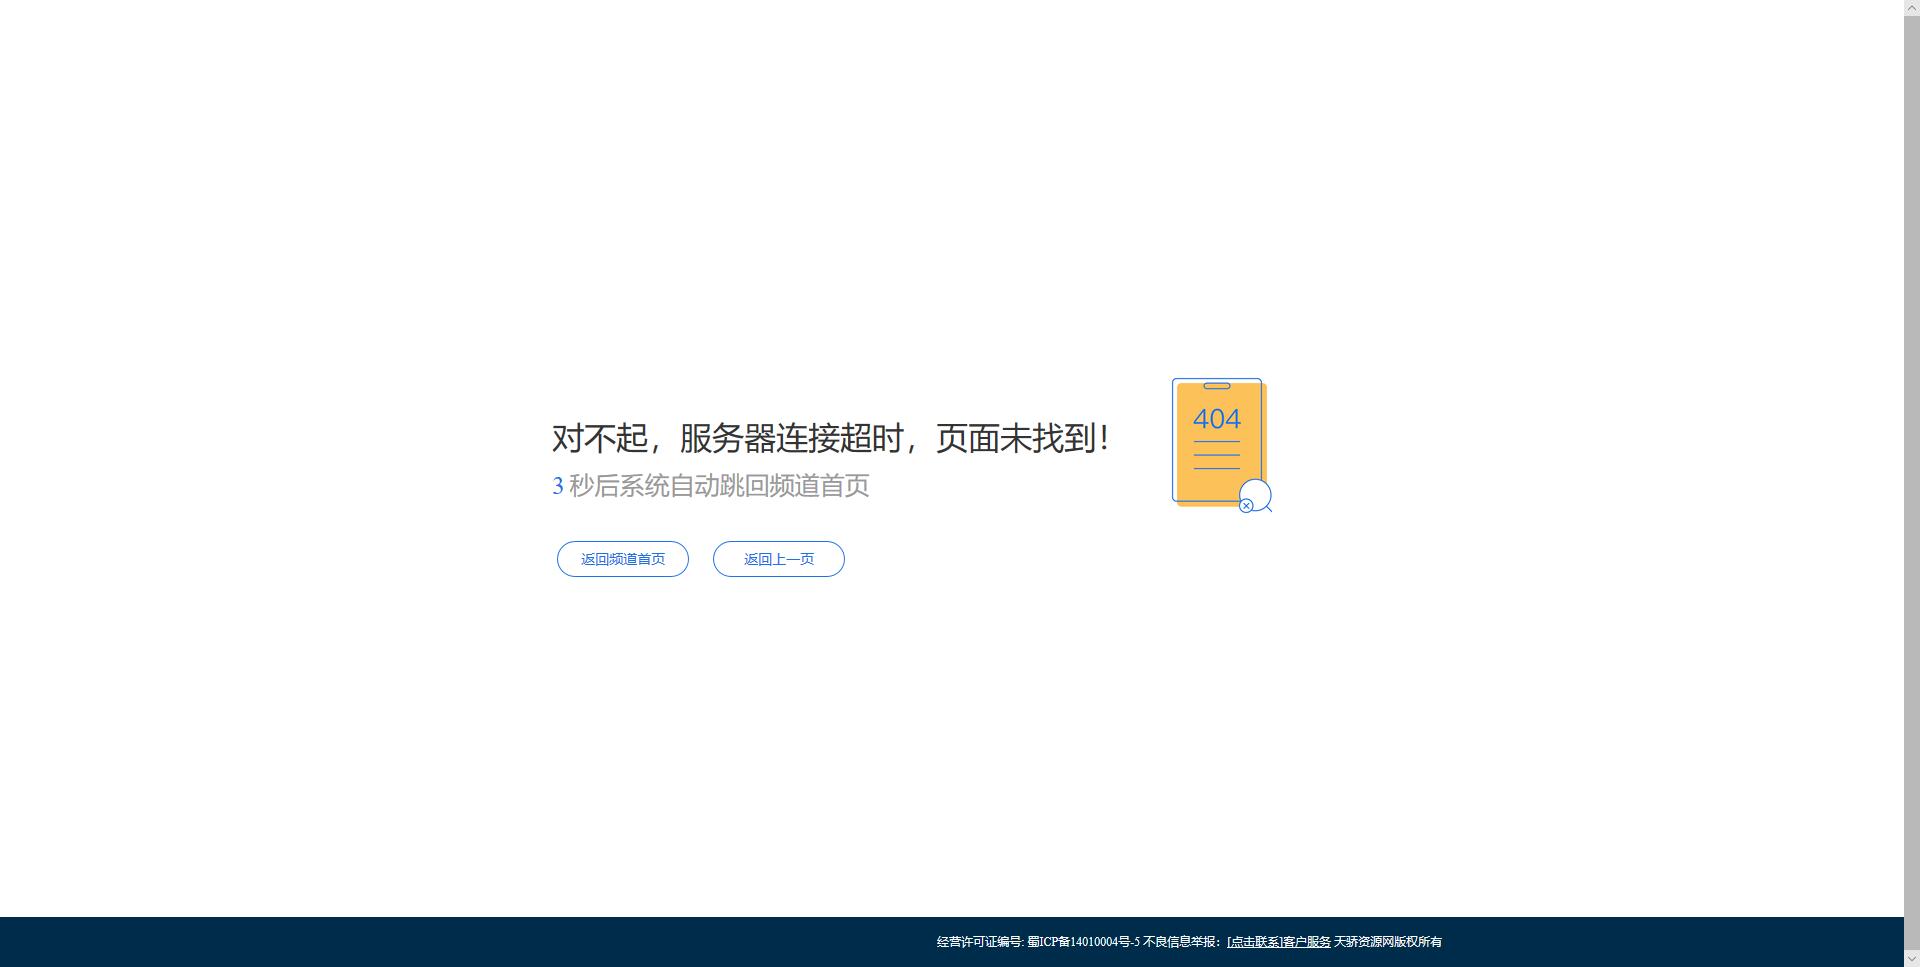 对不起，服务器连接超时，页面未找到！
3 秒后系统自动跳回频道首页
404
返回频道首页
返回上一页
经营许可证编号: 蜀ICP备14010004号-5 不良信息举报：[点击联系]客户服务 天骄资源网版权所有